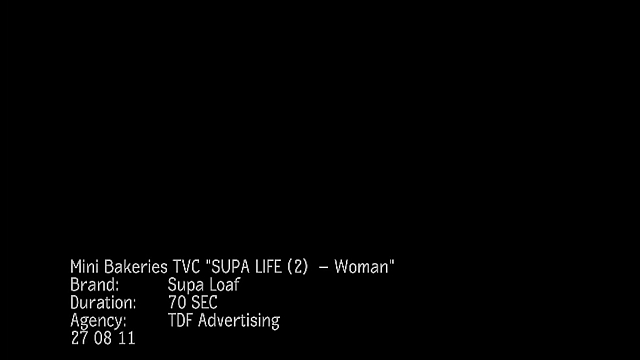 Mini Bakeries TVC "SUPA LIFE (2) – Woman"
Brand: Supa Loaf
Duration: 70 SEC
Agency: TDF Advertising
27 08 11